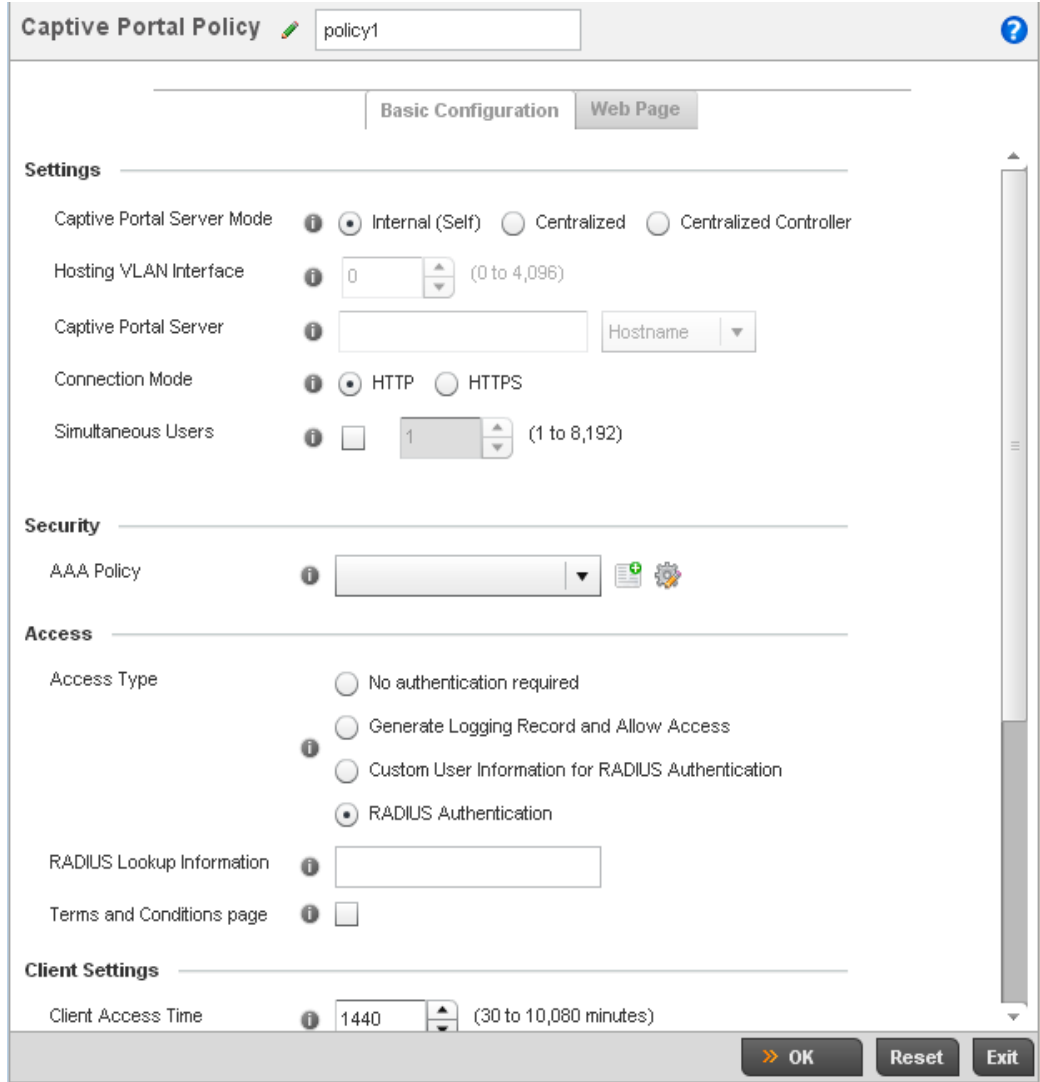 Captive Portal Policy policy1 ?
Basic Configuration Web Page
Settings
Captive Portal Server Mode Internal (Self) Centralized Centralized Controller
Hosting VLAN Interface 0 (0 to 4,096)
Captive Portal Server Hostname
Connection Mode HTTP HTTPS
Simultaneous Users 1 (1 to 8,192)
Security
AAA Policy
Access
Access Type No authentication required
Generate Logging Record and Allow Access
Custom User Information for RADIUS Authentication
RADIUS Authentication
RADIUS Lookup Information
Terms and Conditions page
Client Settings
Client Access Time 1440 (30 to 10,080 minutes)
OK Reset Exit